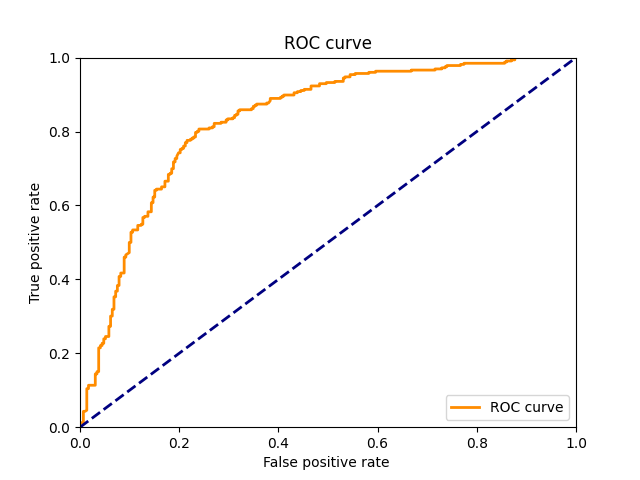 ROC curve
1.0
0.8
0.6
0.4
0.2
0.0
True positive rate
ROC curve
0.0 0.2 0.4 0.6 0.8 1.0
False positive rate